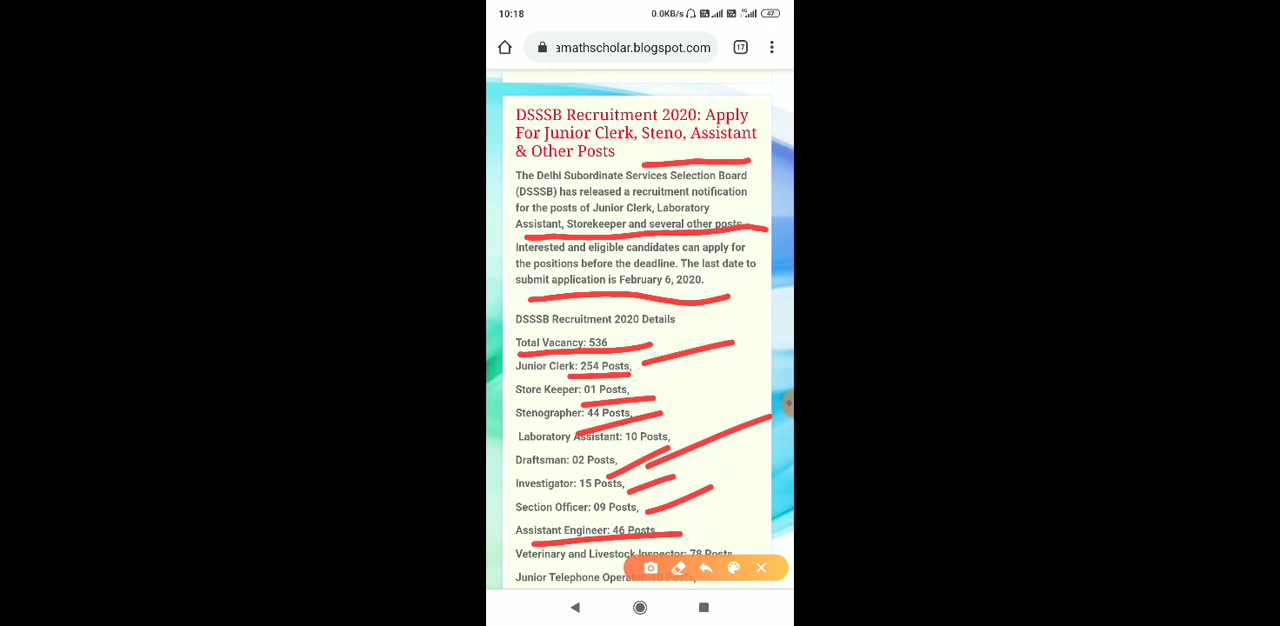 10:18
0.0KB/s
47
amathscholar.blogspot.com
17
DSSSB Recruitment 2020: Apply
For Junior Clerk, Steno, Assistant
& Other Posts
The Delhi Subordinate Services Selection Board
(DSSSB) has released a recruitment notification
for the posts of Junior Clerk, Laboratory
Assistant, Storekeeper and several other posts.
Interested and eligible candidates can apply for
the positions before the deadline. The last date to
submit application is February 6, 2020.
DSSSB Recruitment 2020 Details
Total Vacancy: 536
Junior Clerk: 254 Posts,
Store Keeper: 01 Posts,
Stenographer: 44 Posts,
Laboratory Assistant: 10 Posts,
Draftsman: 02 Posts,
Investigator: 15 Posts,
Section Officer: 09 Posts,
Assistant Engineer: 46 Posts
Veterinary and Livestock Inspector: 78 Posts
Junior Telephone Operator: 10 Posts,